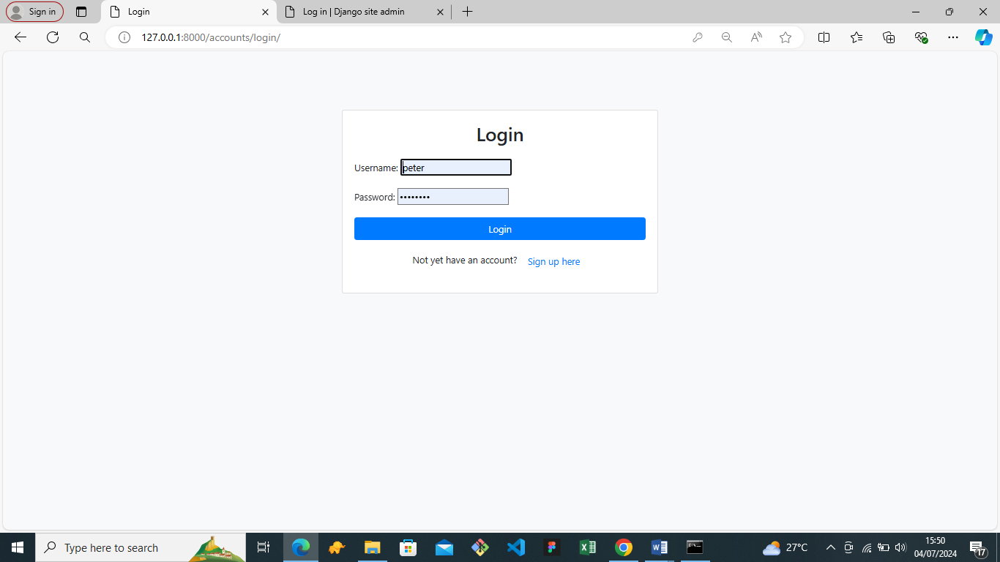 Sign in
Login
Log in | Django site admin
127.0.0.1:8000/accounts/login/
Login
Username: peter
Password: ••••••••
Login
Not yet have an account? Sign up here
Type here to search
27°C
15:50
04/07/2024
17